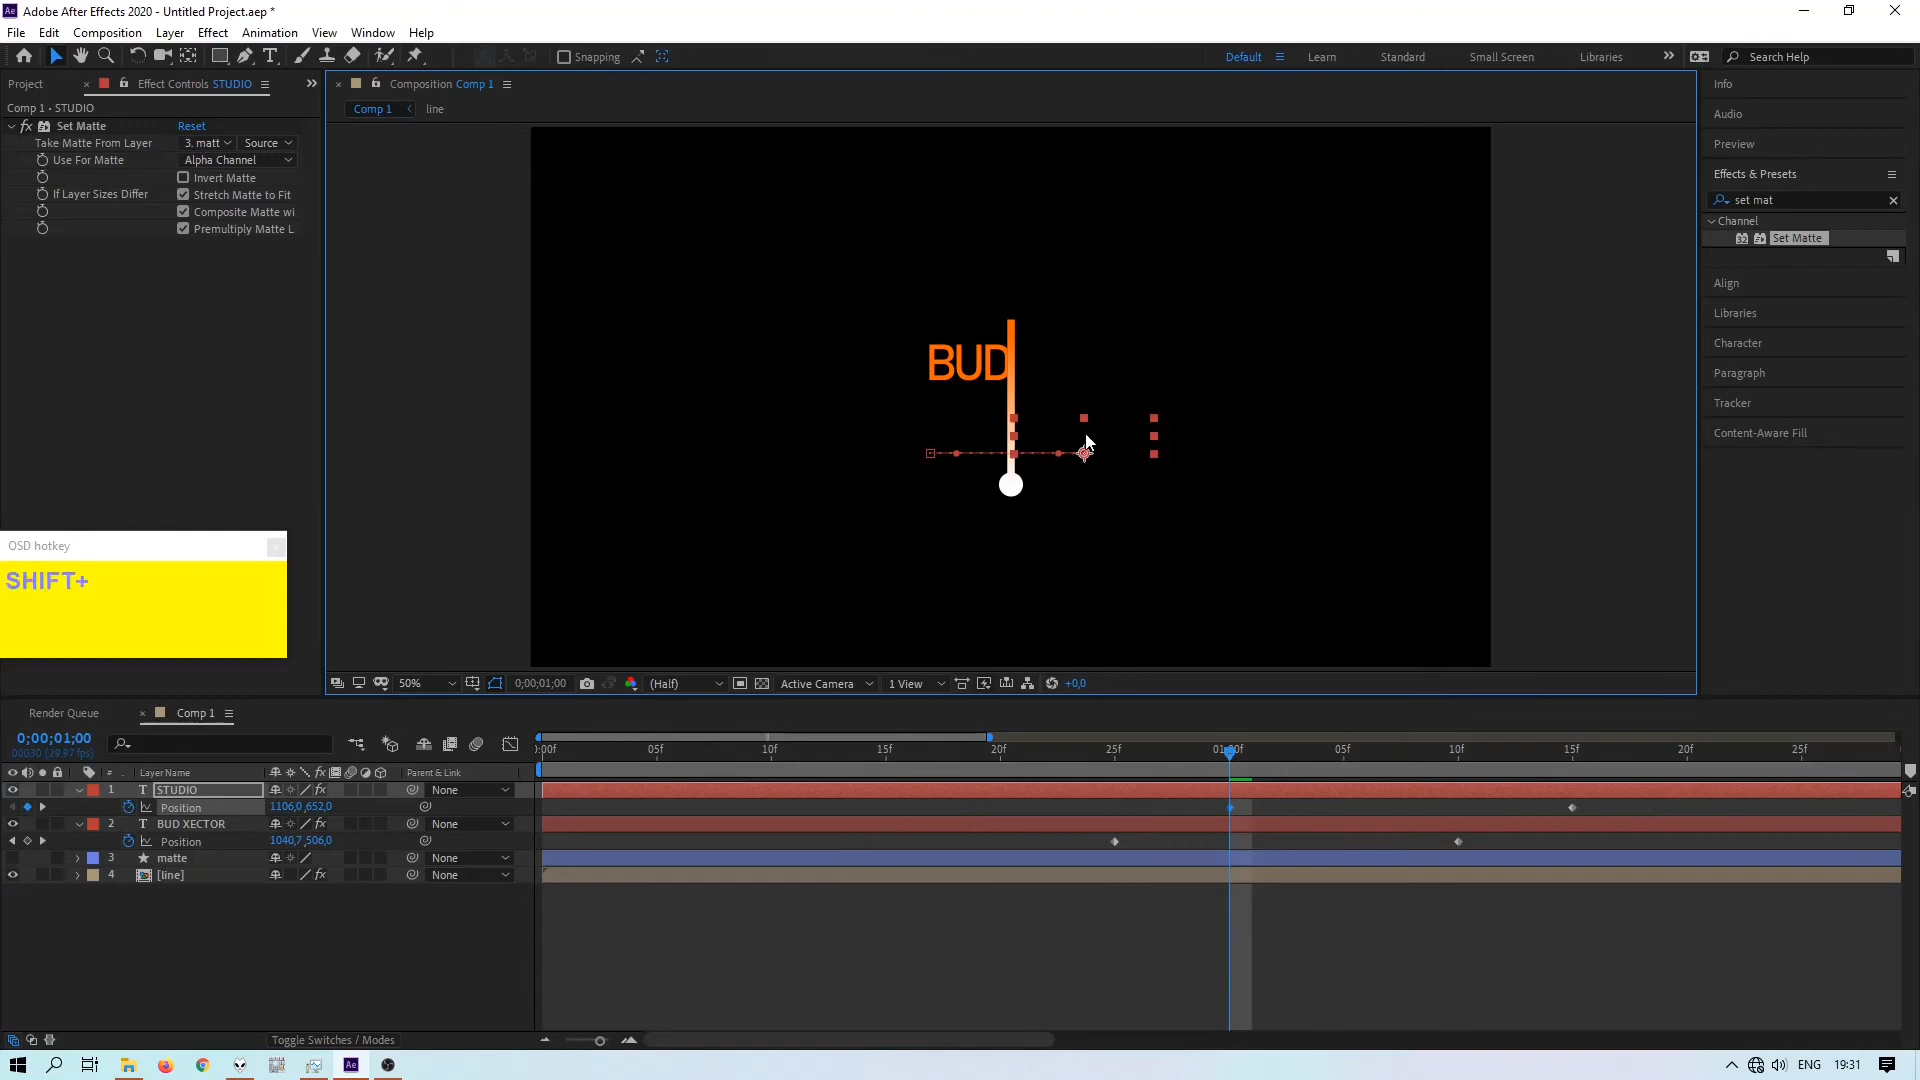 Adobe After Effects 2020 - Untitled Project.aep *
File Edit Composition Layer Effect Animation View Window Help
Snapping Default Learn Standard Small Screen Libraries Search Help
Project Effect Controls STUDIO
Composition Comp 1
Comp 1 • STUDIO
Comp 1 line
fx Set Matte Reset
Take Matte From Layer 3. matt Source
Use For Matte Alpha Channel
Invert Matte
If Layer Sizes Differ Stretch Matte to Fit
Composite Matte wi
Premultiply Matte L
Info
Audio
Preview
Effects & Presets
set mat
Channel
32 Set Matte
Align
Libraries
Character
Paragraph
Tracker
Content-Aware Fill
BUD
OSD hotkey
SHIFT+
50% 0;00;01;00 (Half) Active Camera 1 View +0,0
Render Queue Comp 1
0;00;01;00
00030 (29.97 fps)
:00f 05f 10f 15f 20f 25f 01:00f 05f 10f 15f 20f 25f
# Layer Name fx Parent & Link
1 T STUDIO fx None
Position 1106,0,652,0
2 T BUD XECTOR fx None
Position 1040,7,506,0
3 matte None
4 [line] fx None
Toggle Switches / Modes
Ae ENG 19:31